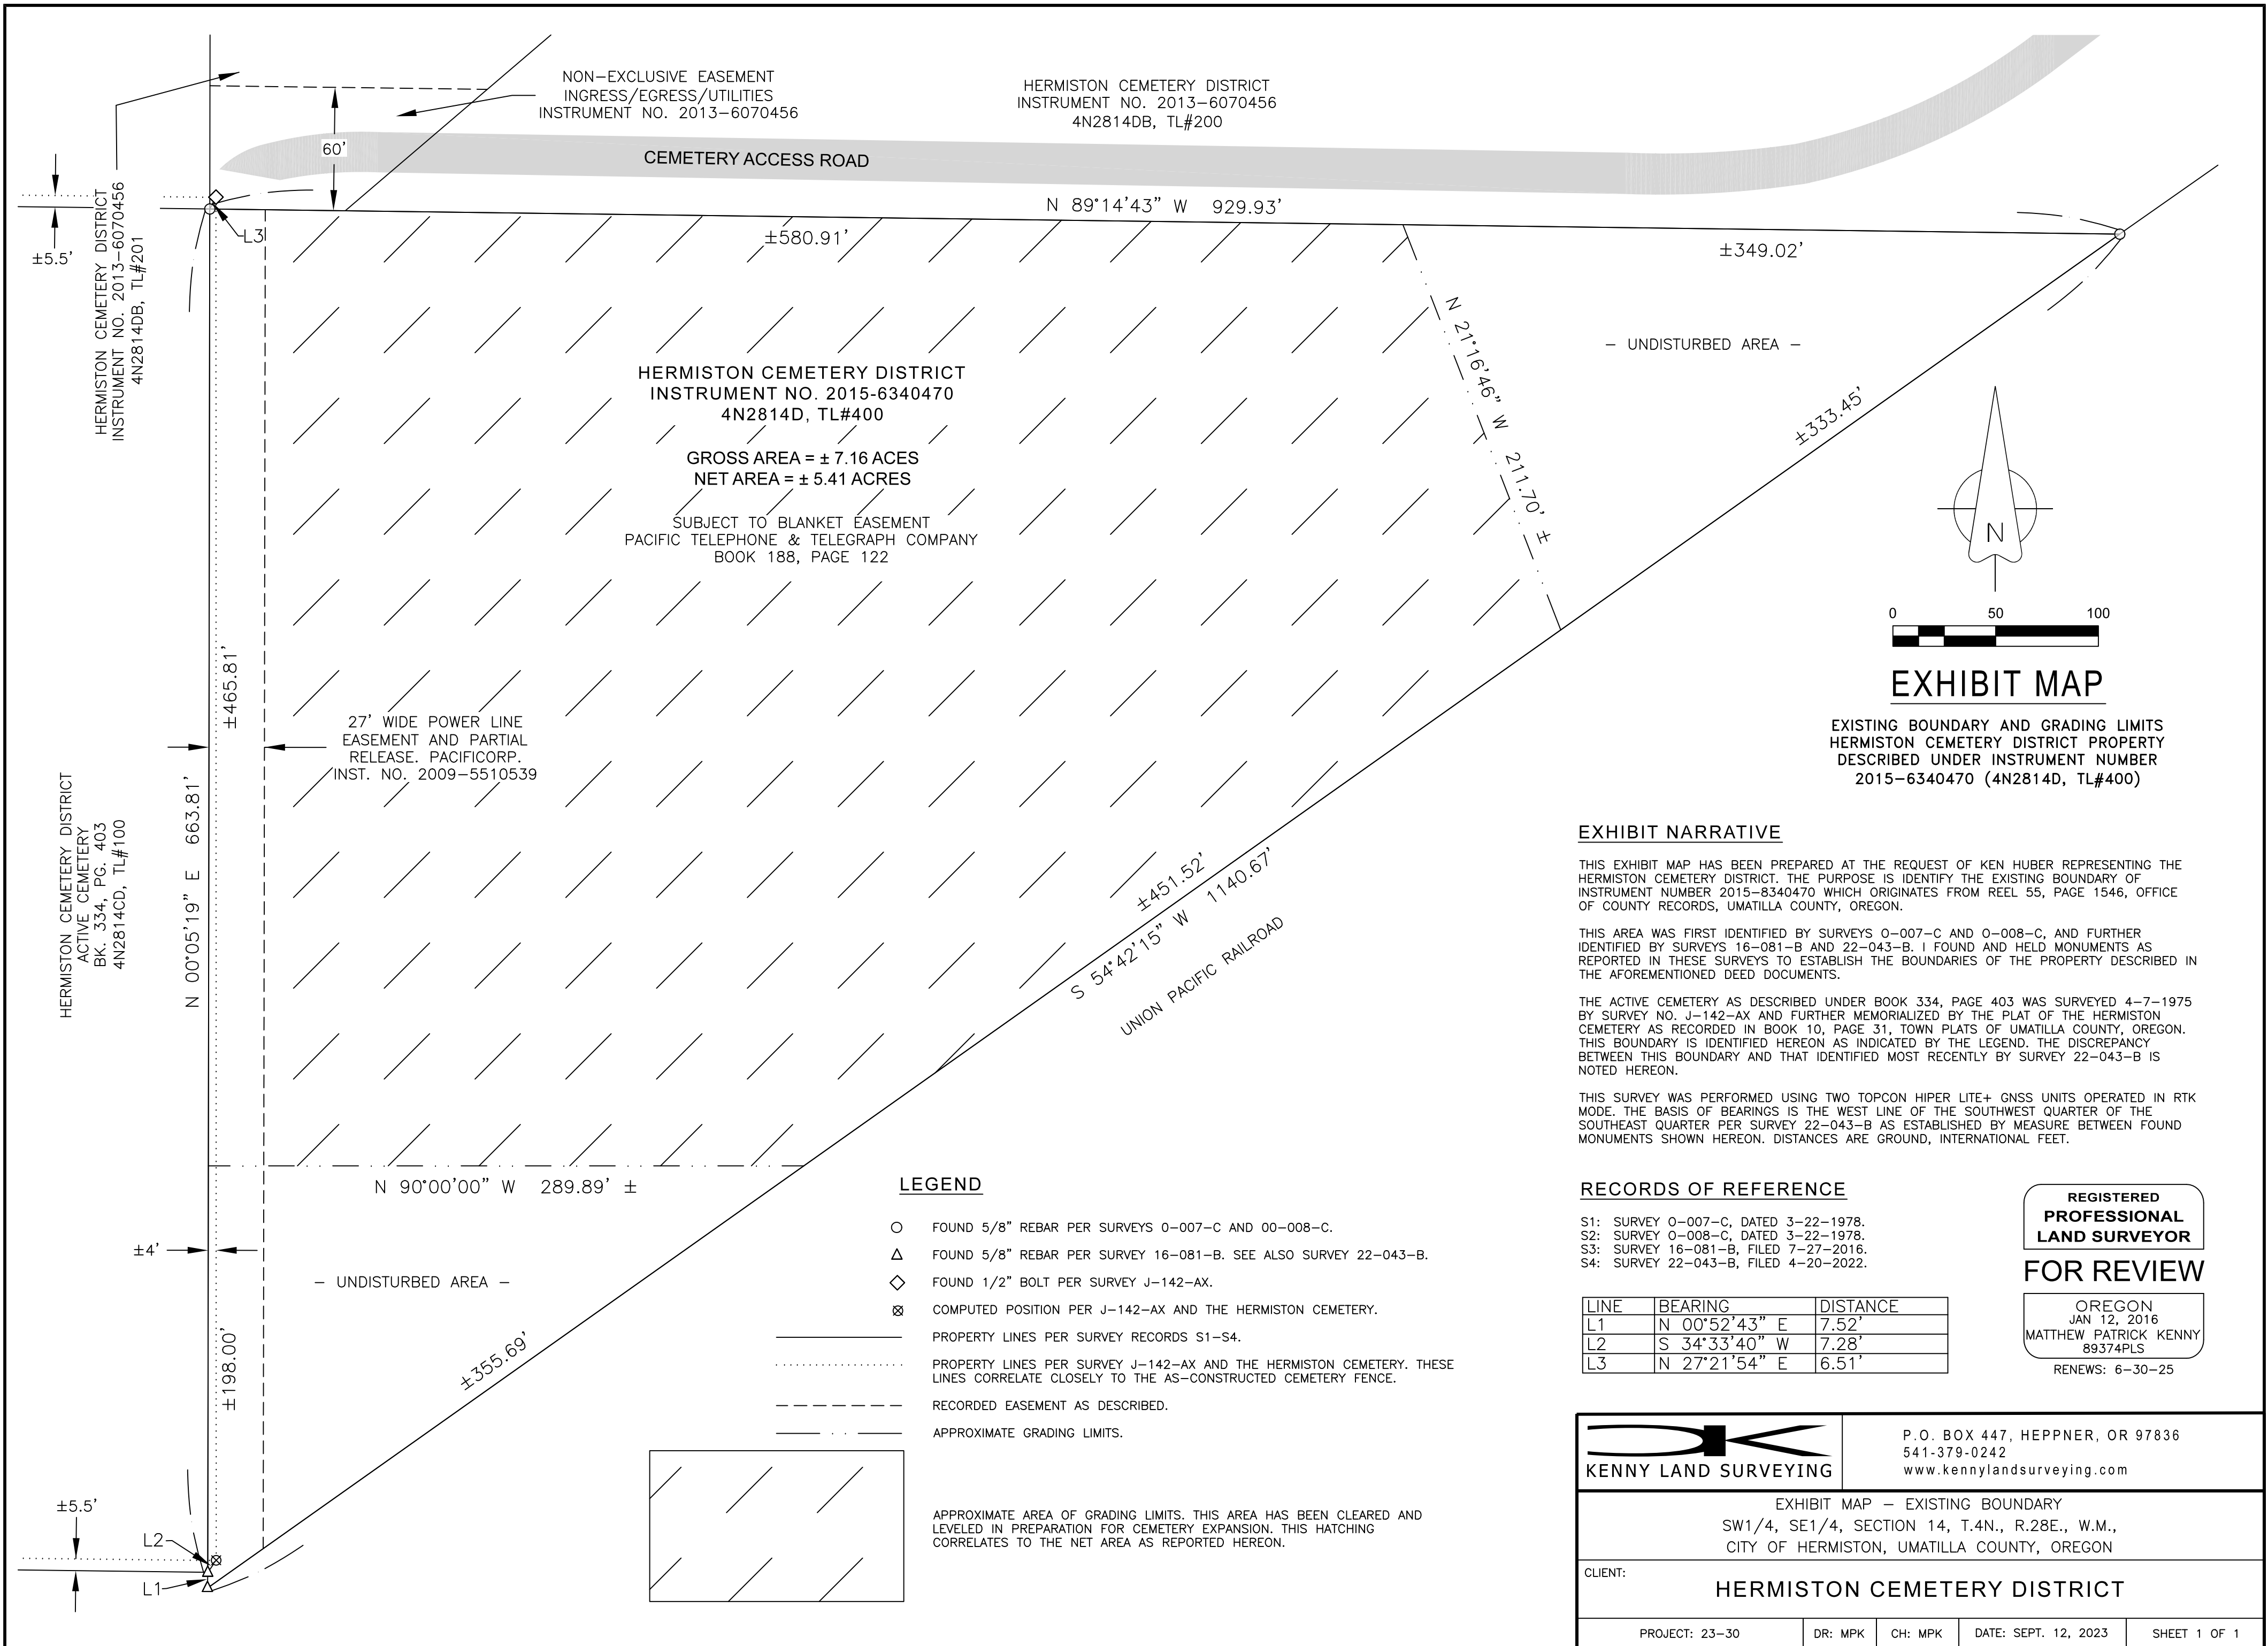 NON-EXCLUSIVE EASEMENT
INGRESS/EGRESS/UTILITIES
INSTRUMENT NO. 2013-6070456
HERMISTON CEMETERY DISTRICT
INSTRUMENT NO. 2013-6070456
4N2814DB, TL#200
60'
CEMETERY ACCESS ROAD
HERMISTON CEMETERY DISTRICT
INSTRUMENT NO. 2013-6070456
4N2814DB, TL#201
±5.5'
L3
N 89°14'43" W 929.93'
±580.91'
±349.02'
N 21°16'46" W 211.70' ±
- UNDISTURBED AREA -
±333.45'
HERMISTON CEMETERY DISTRICT
INSTRUMENT NO. 2015-6340470
4N2814D, TL#400
GROSS AREA = ± 7.16 ACES
NET AREA = ± 5.41 ACRES
SUBJECT TO BLANKET EASEMENT
PACIFIC TELEPHONE & TELEGRAPH COMPANY
BOOK 188, PAGE 122
N
0 50 100
EXHIBIT MAP
EXISTING BOUNDARY AND GRADING LIMITS
HERMISTON CEMETERY DISTRICT PROPERTY
DESCRIBED UNDER INSTRUMENT NUMBER
2015-6340470 (4N2814D, TL#400)
±465.81'
27' WIDE POWER LINE
EASEMENT AND PARTIAL
RELEASE. PACIFICORP.
INST. NO. 2009-5510539
HERMISTON CEMETERY DISTRICT
ACTIVE CEMETERY
BK. 334, PG. 403
4N2814CD, TL#100
N 00°05'19" E 663.81'
±451.52'
S 54°42'15" W 1140.67'
UNION PACIFIC RAILROAD
N 90°00'00" W 289.89' ±
±4'
- UNDISTURBED AREA -
±198.00'
±355.69'
±5.5'
L2
L1
EXHIBIT NARRATIVE
THIS EXHIBIT MAP HAS BEEN PREPARED AT THE REQUEST OF KEN HUBER REPRESENTING THE
HERMISTON CEMETERY DISTRICT. THE PURPOSE IS IDENTIFY THE EXISTING BOUNDARY OF
INSTRUMENT NUMBER 2015-8340470 WHICH ORIGINATES FROM REEL 55, PAGE 1546, OFFICE
OF COUNTY RECORDS, UMATILLA COUNTY, OREGON.
THIS AREA WAS FIRST IDENTIFIED BY SURVEYS O-007-C AND O-008-C, AND FURTHER
IDENTIFIED BY SURVEYS 16-081-B AND 22-043-B. I FOUND AND HELD MONUMENTS AS
REPORTED IN THESE SURVEYS TO ESTABLISH THE BOUNDARIES OF THE PROPERTY DESCRIBED IN
THE AFOREMENTIONED DEED DOCUMENTS.
THE ACTIVE CEMETERY AS DESCRIBED UNDER BOOK 334, PAGE 403 WAS SURVEYED 4-7-1975
BY SURVEY NO. J-142-AX AND FURTHER MEMORIALIZED BY THE PLAT OF THE HERMISTON
CEMETERY AS RECORDED IN BOOK 10, PAGE 31, TOWN PLATS OF UMATILLA COUNTY, OREGON.
THIS BOUNDARY IS IDENTIFIED HEREON AS INDICATED BY THE LEGEND. THE DISCREPANCY
BETWEEN THIS BOUNDARY AND THAT IDENTIFIED MOST RECENTLY BY SURVEY 22-043-B IS
NOTED HEREON.
THIS SURVEY WAS PERFORMED USING TWO TOPCON HIPER LITE+ GNSS UNITS OPERATED IN RTK
MODE. THE BASIS OF BEARINGS IS THE WEST LINE OF THE SOUTHWEST QUARTER OF THE
SOUTHEAST QUARTER PER SURVEY 22-043-B AS ESTABLISHED BY MEASURE BETWEEN FOUND
MONUMENTS SHOWN HEREON. DISTANCES ARE GROUND, INTERNATIONAL FEET.
LEGEND
FOUND 5/8" REBAR PER SURVEYS O-007-C AND 00-008-C.
FOUND 5/8" REBAR PER SURVEY 16-081-B. SEE ALSO SURVEY 22-043-B.
FOUND 1/2" BOLT PER SURVEY J-142-AX.
COMPUTED POSITION PER J-142-AX AND THE HERMISTON CEMETERY.
PROPERTY LINES PER SURVEY RECORDS S1-S4.
PROPERTY LINES PER SURVEY J-142-AX AND THE HERMISTON CEMETERY. THESE
LINES CORRELATE CLOSELY TO THE AS-CONSTRUCTED CEMETERY FENCE.
RECORDED EASEMENT AS DESCRIBED.
APPROXIMATE GRADING LIMITS.
APPROXIMATE AREA OF GRADING LIMITS. THIS AREA HAS BEEN CLEARED AND
LEVELED IN PREPARATION FOR CEMETERY EXPANSION. THIS HATCHING
CORRELATES TO THE NET AREA AS REPORTED HEREON.
RECORDS OF REFERENCE
S1: SURVEY O-007-C, DATED 3-22-1978.
S2: SURVEY O-008-C, DATED 3-22-1978.
S3: SURVEY 16-081-B, FILED 7-27-2016.
S4: SURVEY 22-043-B, FILED 4-20-2022.
LINE BEARING DISTANCE
L1 N 00°52'43" E 7.52'
L2 S 34°33'40" W 7.28'
L3 N 27°21'54" E 6.51'
REGISTERED
PROFESSIONAL
LAND SURVEYOR
FOR REVIEW
OREGON
JAN 12, 2016
MATTHEW PATRICK KENNY
89374PLS
RENEWS: 6-30-25
KENNY LAND SURVEYING
P.O. BOX 447, HEPPNER, OR 97836
541-379-0242
www.kennylandsurveying.com
EXHIBIT MAP - EXISTING BOUNDARY
SW1/4, SE1/4, SECTION 14, T.4N., R.28E., W.M.,
CITY OF HERMISTON, UMATILLA COUNTY, OREGON
CLIENT:
HERMISTON CEMETERY DISTRICT
PROJECT: 23-30 DR: MPK CH: MPK DATE: SEPT. 12, 2023 SHEET 1 OF 1